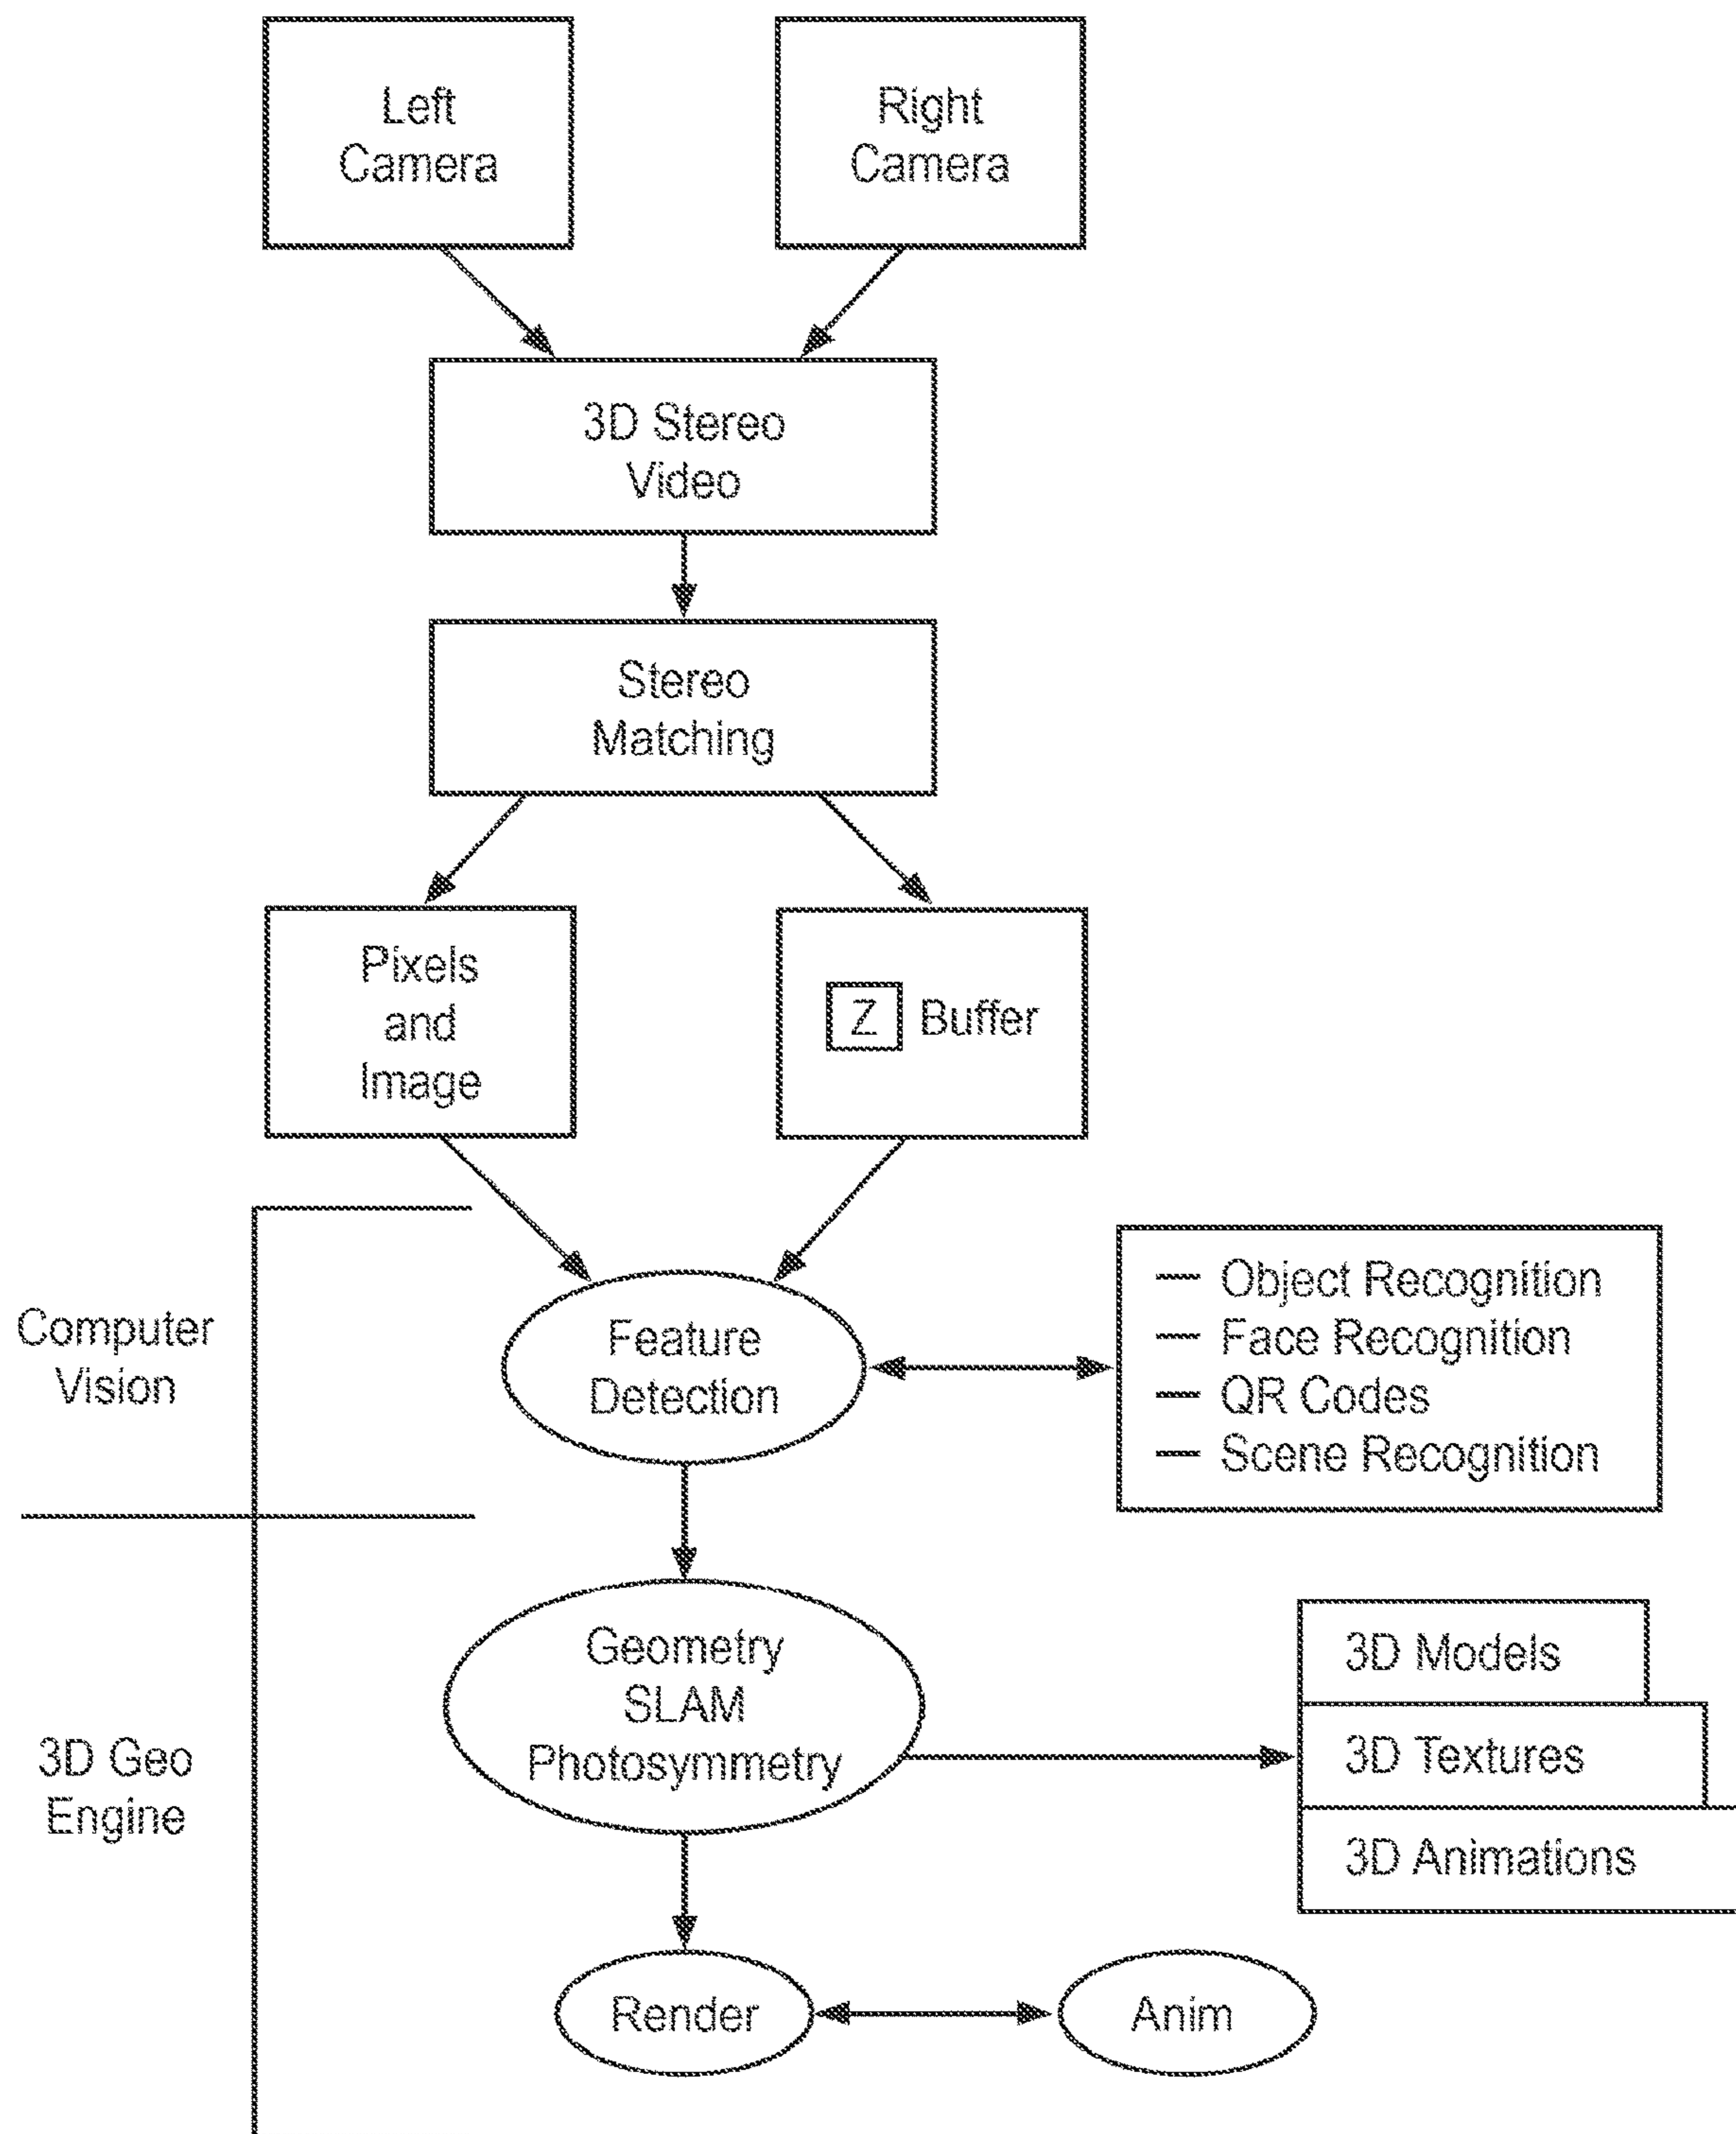 Left
Camera
Right
Camera
3D Stereo
Video
Stereo
Matching
Pixels
and
Image
Z Buffer
Computer
Vision
Feature
Detection
— Object Recognition
— Face Recognition
— QR Codes
— Scene Recognition
3D Geo
Engine
Geometry
SLAM
Photosymmetry
3D Models
3D Textures
3D Animations
Render
Anim